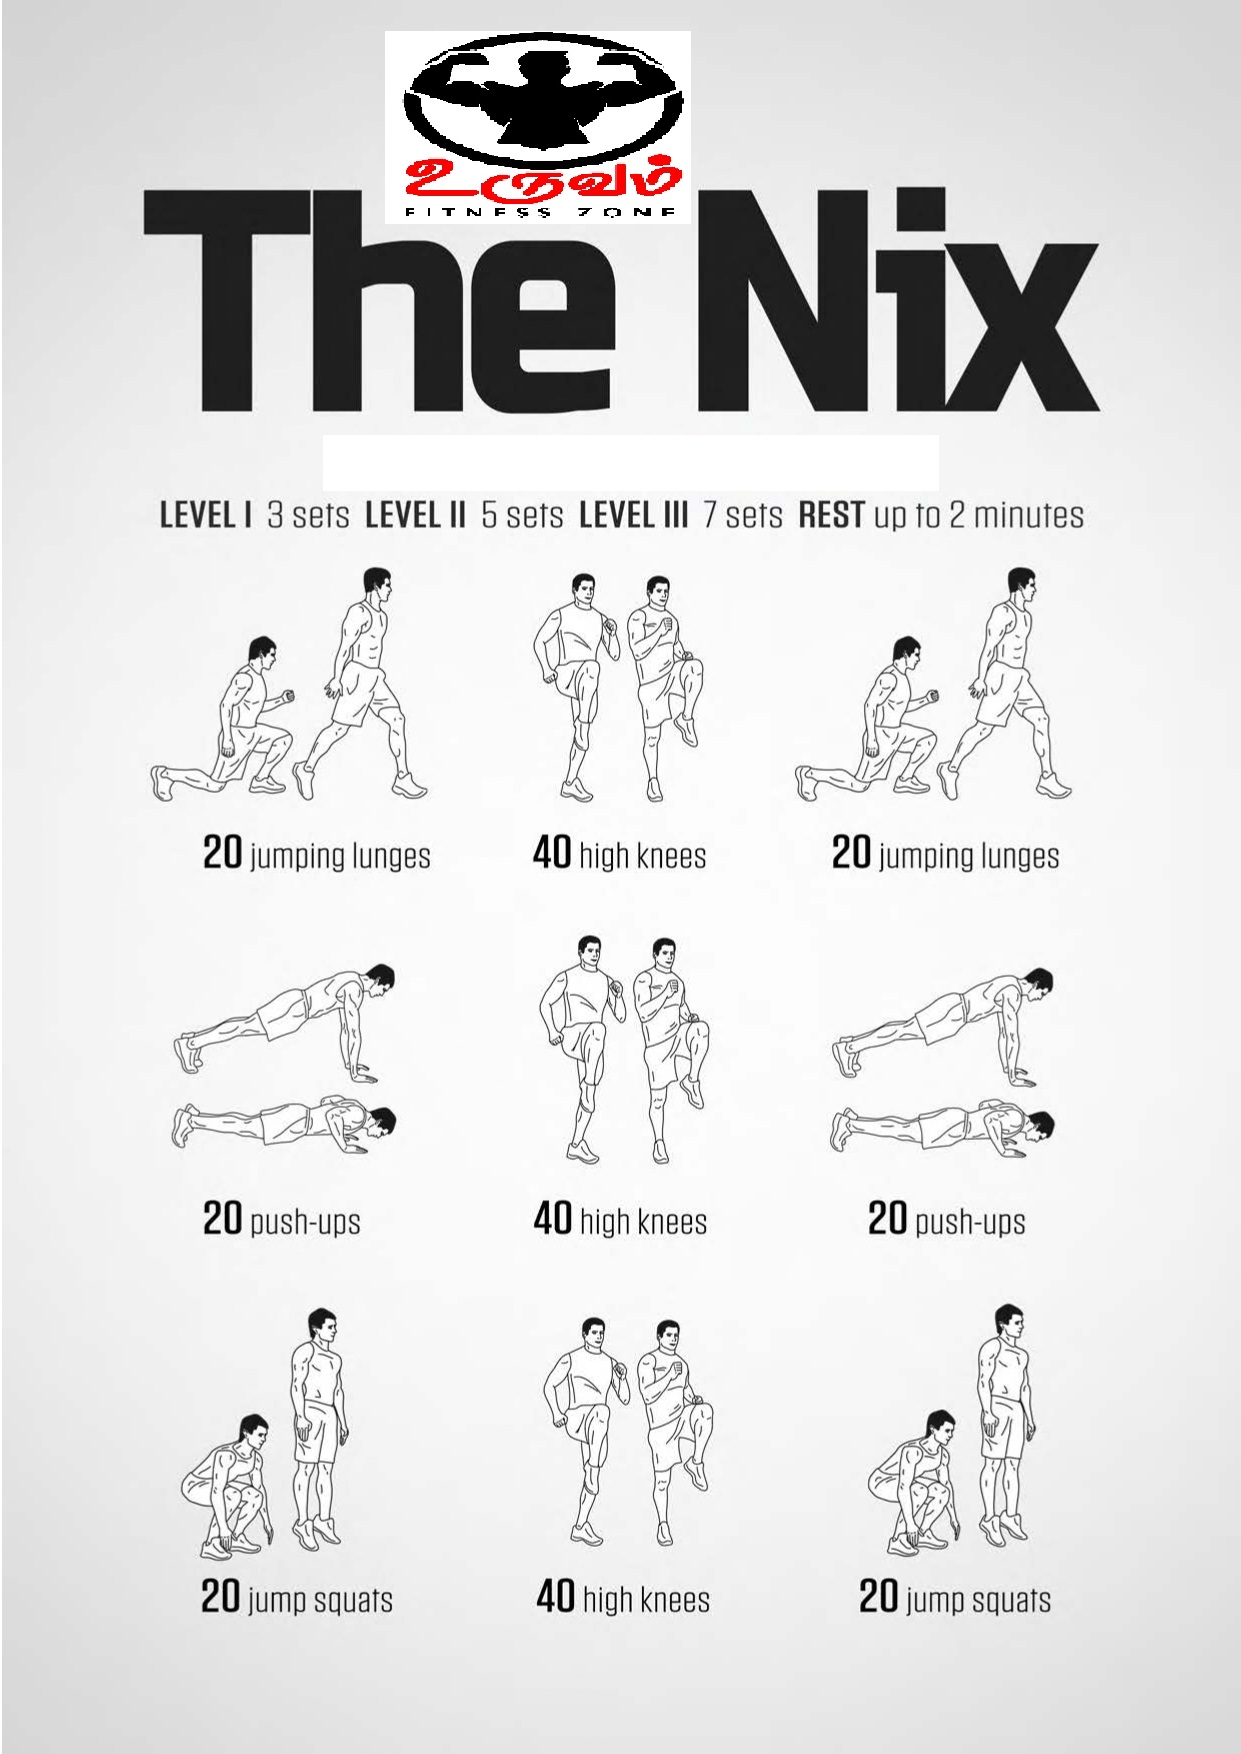 உருவம்
FITNESS ZONE
The Nix
LEVEL I 3 sets LEVEL II 5 sets LEVEL III 7 sets REST up to 2 minutes
20 jumping lunges 40 high knees 20 jumping lunges
20 push-ups 40 high knees 20 push-ups
20 jump squats 40 high knees 20 jump squats